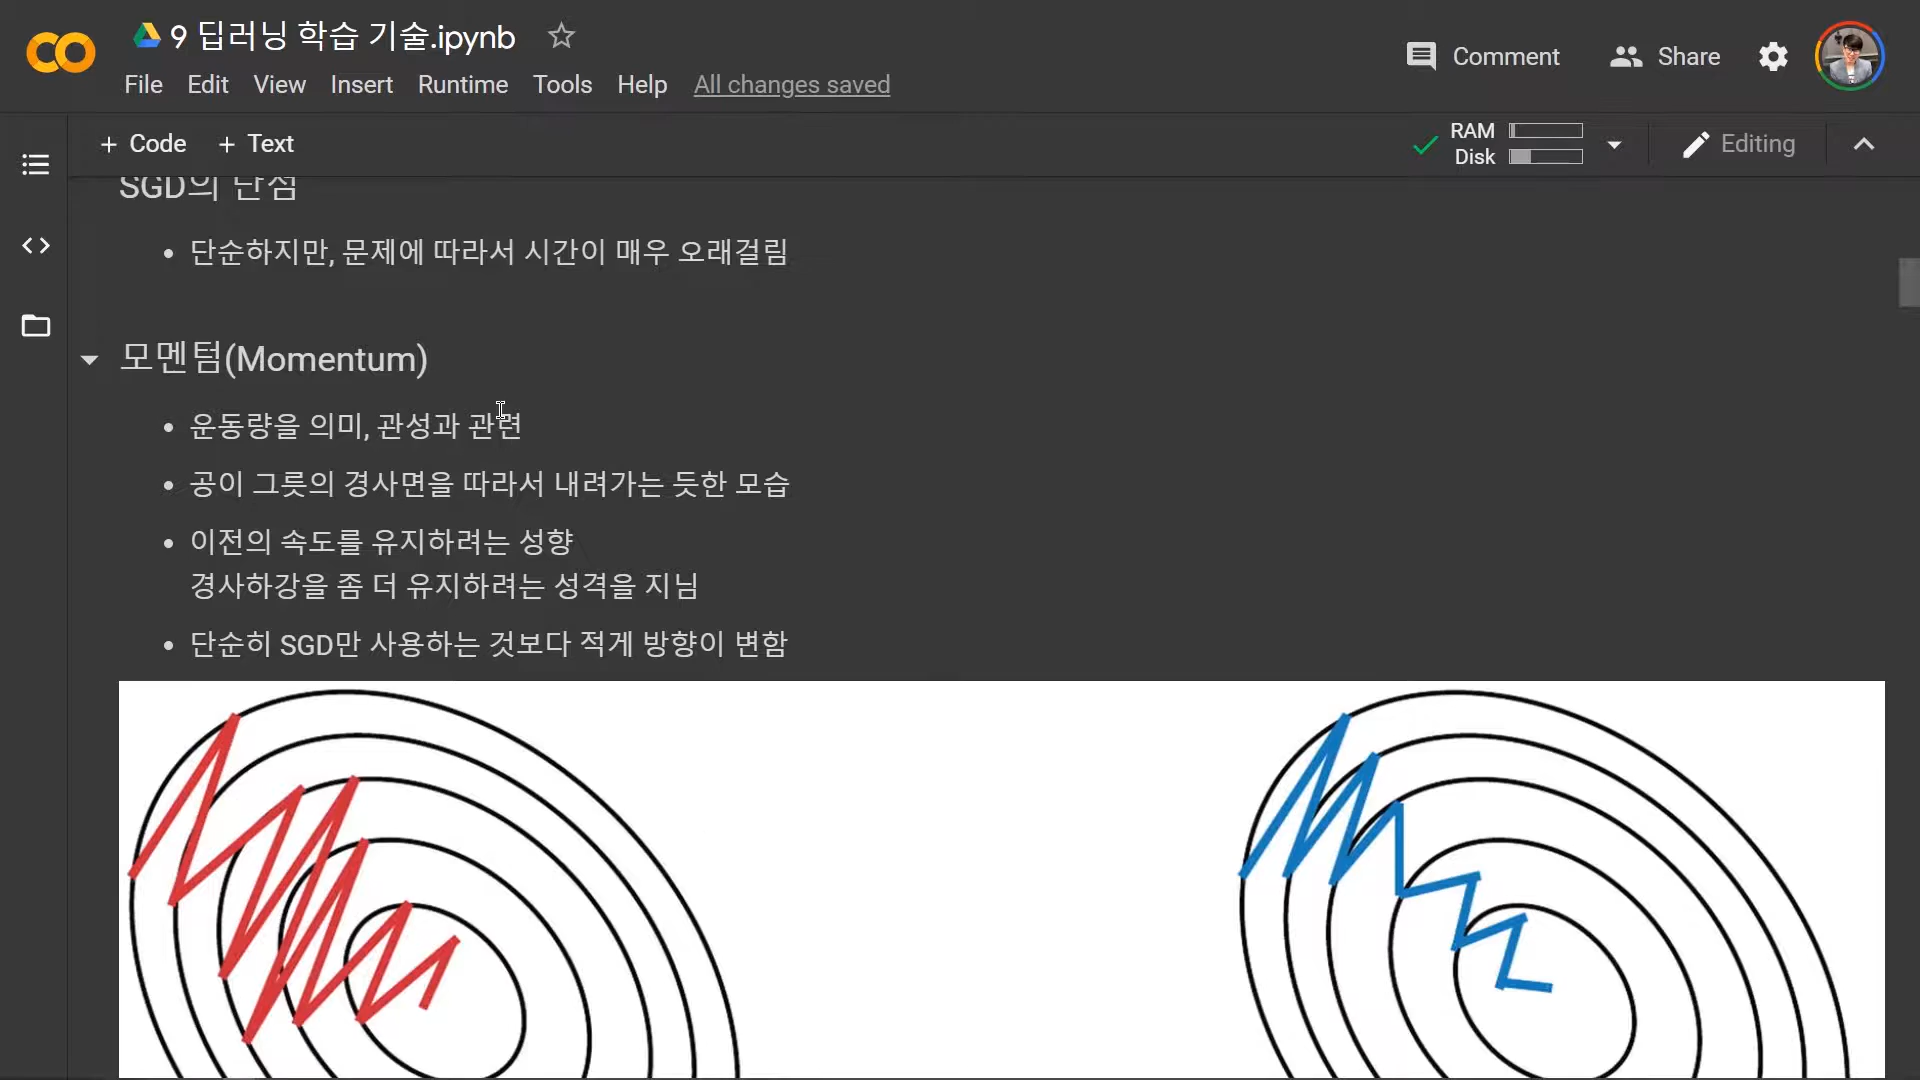 9 딥러닝 학습 기술.ipynb
File Edit View Insert Runtime Tools Help All changes saved
Comment Share
+ Code + Text
RAM
Disk
Editing
SGD의 단점
단순하지만, 문제에 따라서 시간이 매우 오래걸림
모멘텀(Momentum)
운동량을 의미, 관성과 관련
공이 그릇의 경사면을 따라서 내려가는 듯한 모습
이전의 속도를 유지하려는 성향
경사하강을 좀 더 유지하려는 성격을 지님
단순히 SGD만 사용하는 것보다 적게 방향이 변함